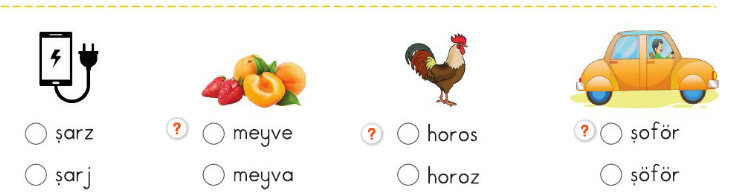 şarz
? meyve
? horos
? şoför
şarj
meyva
horoz
şöför